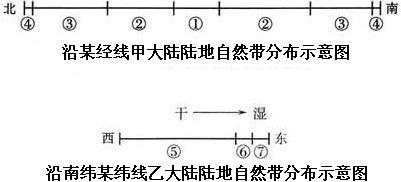 北 南
④ ③ ② ① ② ③ ④
沿某经线甲大陆陆地自然带分布示意图
干 湿
西 东
⑤ ⑥ ⑦
沿南纬某纬线乙大陆陆地自然带分布示意图